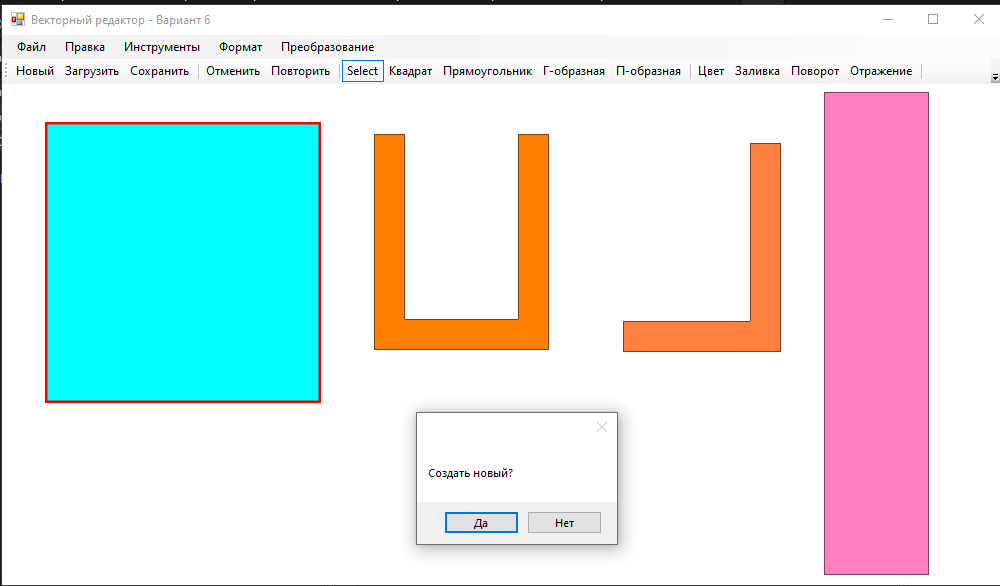 Векторный редактор - Вариант 6
Файл Правка Инструменты Формат Преобразование
Новый Загрузить Сохранить Отменить Повторить Select Квадрат Прямоугольник Г-образная П-образная Цвет Заливка Поворот Отражение
Создать новый?
Да Нет